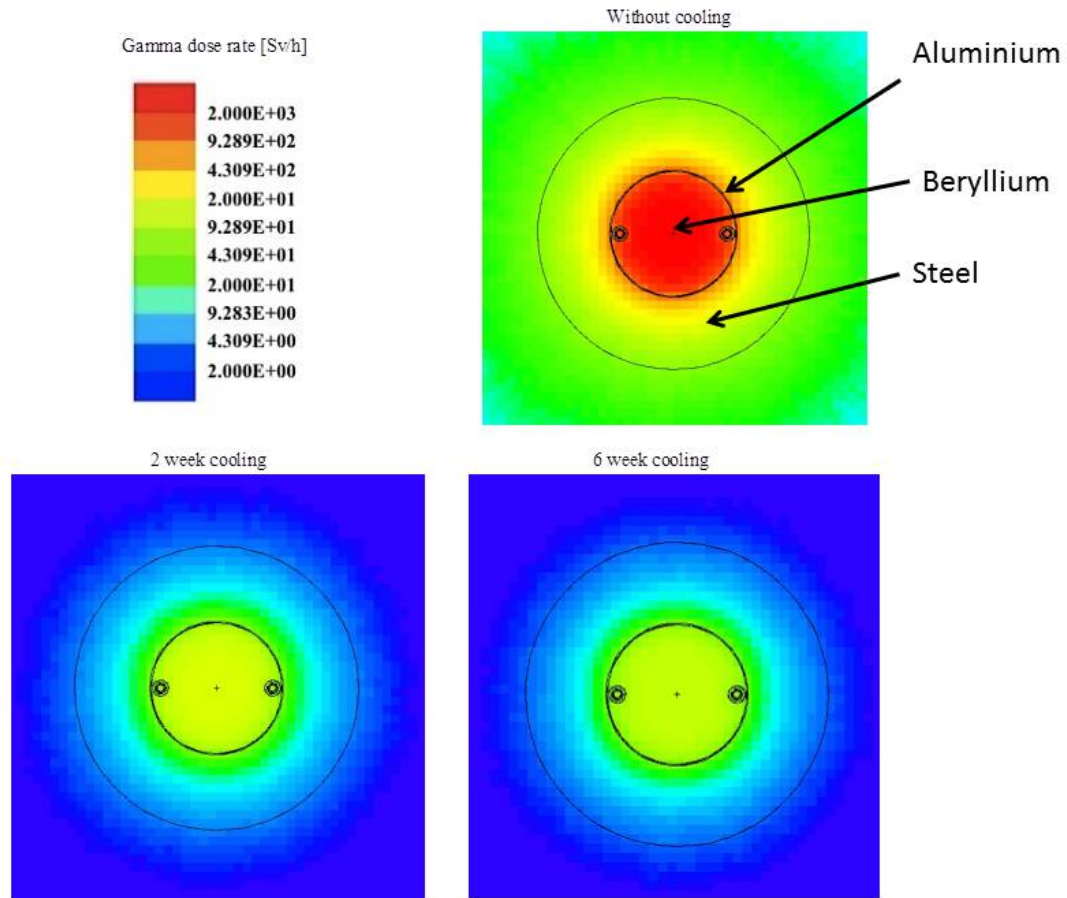 Without cooling
Gamma dose rate [Sv/h]
Aluminium
2.000E+03
9.289E+02
4.309E+02
2.000E+01
9.289E+01
4.309E+01
2.000E+01
9.283E+00
4.309E+00
2.000E+00
Beryllium
Steel
2 week cooling
6 week cooling